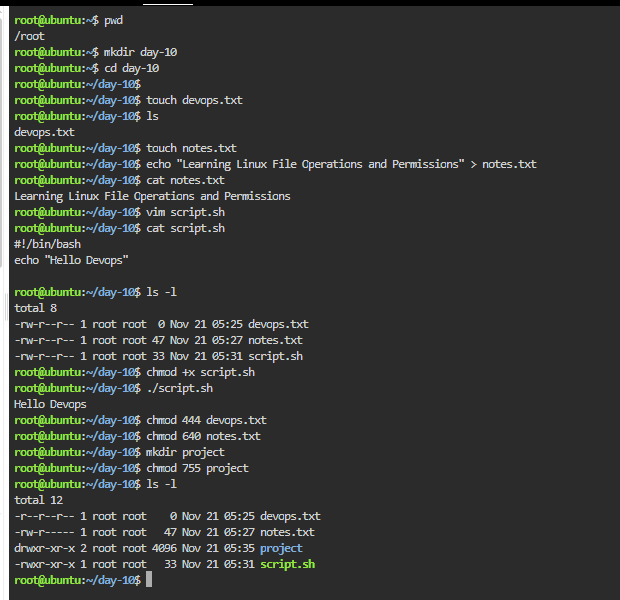 root@ubuntu:~$ pwd
/root
root@ubuntu:~$ mkdir day-10
root@ubuntu:~$ cd day-10
root@ubuntu:~/day-10$
root@ubuntu:~/day-10$ touch devops.txt
root@ubuntu:~/day-10$ ls
devops.txt
root@ubuntu:~/day-10$ touch notes.txt
root@ubuntu:~/day-10$ echo "Learning Linux File Operations and Permissions" > notes.txt
root@ubuntu:~/day-10$ cat notes.txt
Learning Linux File Operations and Permissions
root@ubuntu:~/day-10$ vim script.sh
root@ubuntu:~/day-10$ cat script.sh
#!/bin/bash
echo "Hello Devops"
root@ubuntu:~/day-10$ ls -l
total 8
-rw-r--r-- 1 root root  0 Nov 21 05:25 devops.txt
-rw-r--r-- 1 root root 47 Nov 21 05:27 notes.txt
-rw-r--r-- 1 root root 33 Nov 21 05:31 script.sh
root@ubuntu:~/day-10$ chmod +x script.sh
root@ubuntu:~/day-10$ ./script.sh
Hello Devops
root@ubuntu:~/day-10$ chmod 444 devops.txt
root@ubuntu:~/day-10$ chmod 640 notes.txt
root@ubuntu:~/day-10$ mkdir project
root@ubuntu:~/day-10$ chmod 755 project
root@ubuntu:~/day-10$ ls -l
total 12
-r--r--r-- 1 root root    0 Nov 21 05:25 devops.txt
-rw-r----- 1 root root   47 Nov 21 05:27 notes.txt
drwxr-xr-x 2 root root 4096 Nov 21 05:35 project
-rwxr-xr-x 1 root root   33 Nov 21 05:31 script.sh
root@ubuntu:~/day-10$